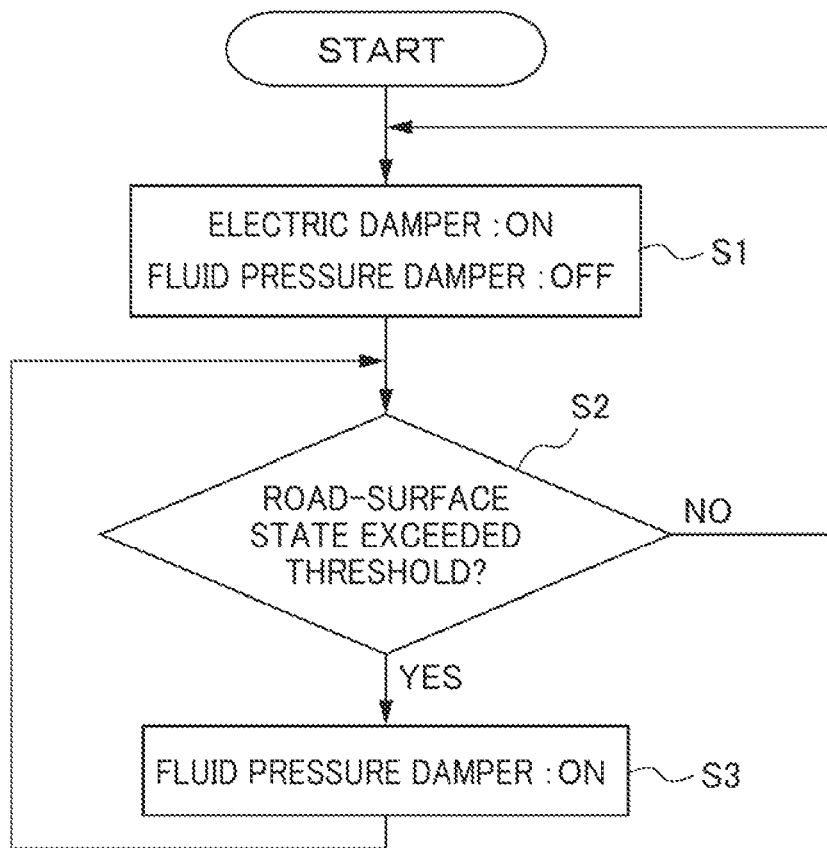 START
ELECTRIC DAMPER : ON
FLUID PRESSURE DAMPER : OFF
S1
S2
ROAD-SURFACE
STATE EXCEEDED
THRESHOLD?
NO
YES
FLUID PRESSURE DAMPER : ON
S3